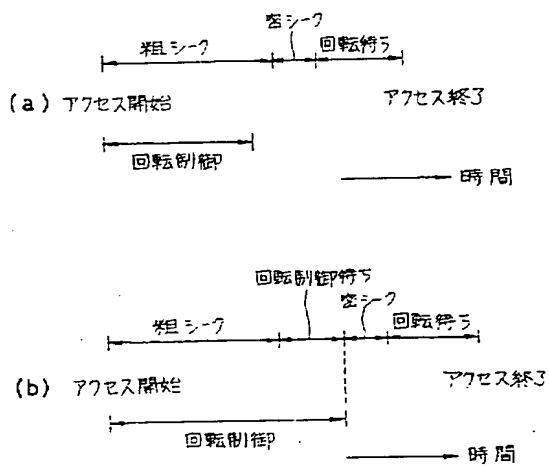 密シーク
粗シーク
回転待ち
(a) アクセス開始
アクセス終了
回転制御
時間
回転制御待ち
密シーク
粗シーク
回転待ち
(b) アクセス開始
アクセス終了
回転制御
時間